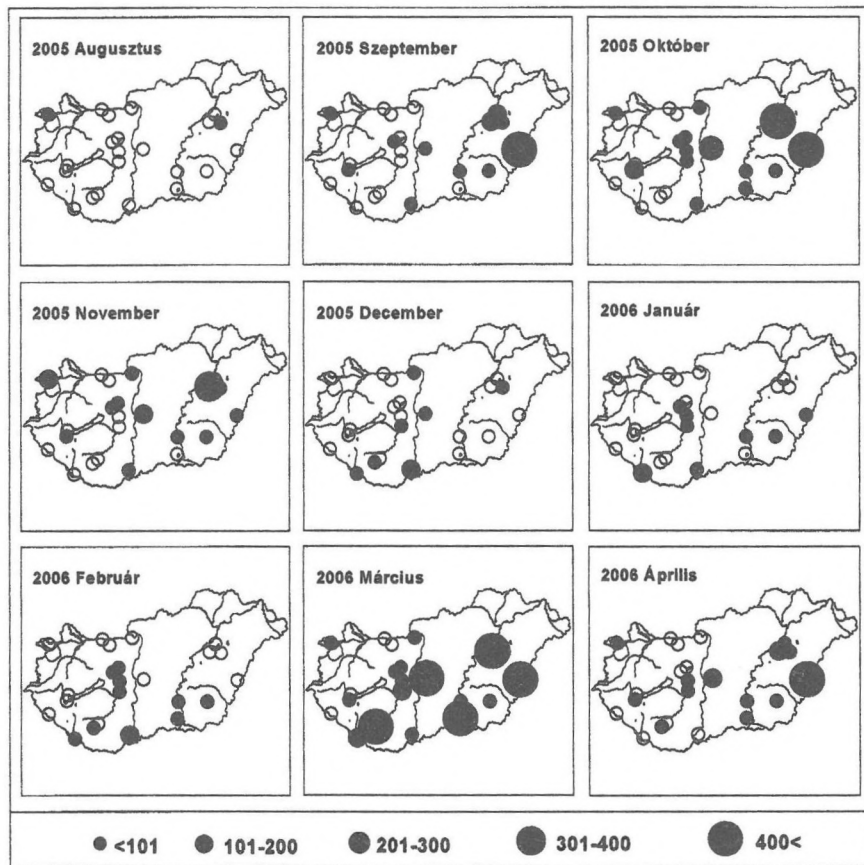 2005 Augusztus
2005 Szeptember
2005 Október
2005 November
2005 December
2006 Január
2006 Február
2006 Március
2006 Április
<101
101-200
201-300
301-400
400<